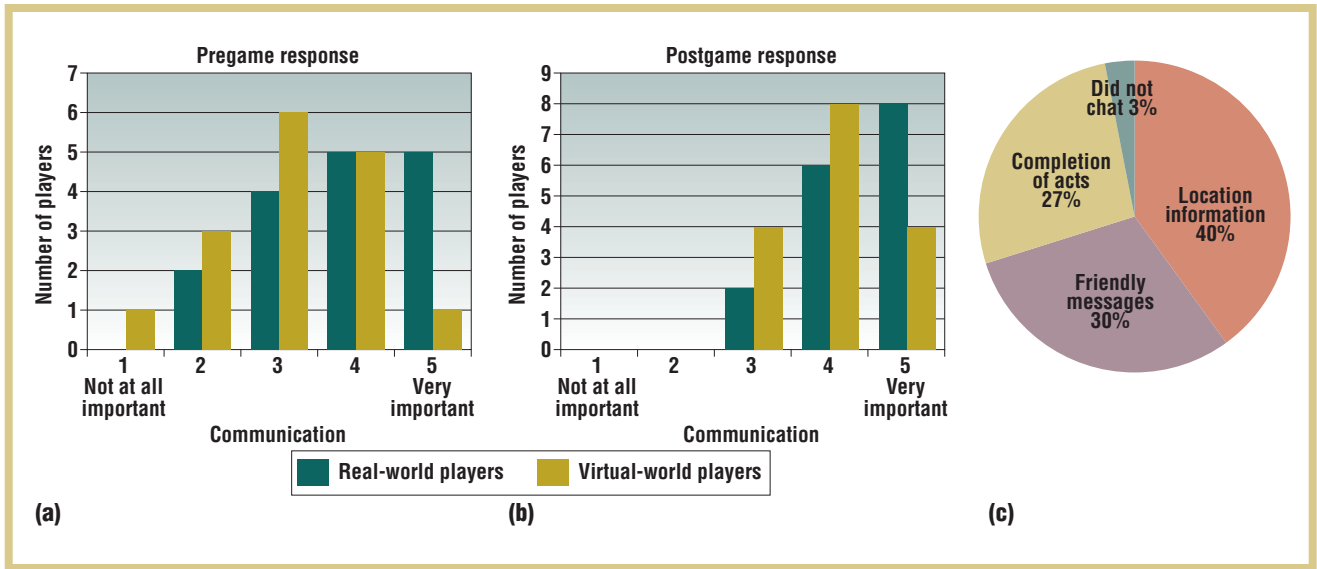 Pregame response
7
6
5
4
3
2
1
0
Number of players
1 2 3 4 5
Not at all important
Very important
Communication
Postgame response
9
8
7
6
5
4
3
2
1
0
Number of players
1 2 3 4 5
Not at all important
Very important
Communication
Real-world players
Virtual-world players
Did not
chat 3%
Completion
of acts
27%
Location
information
40%
Friendly
messages
30%
(a)
(b)
(c)